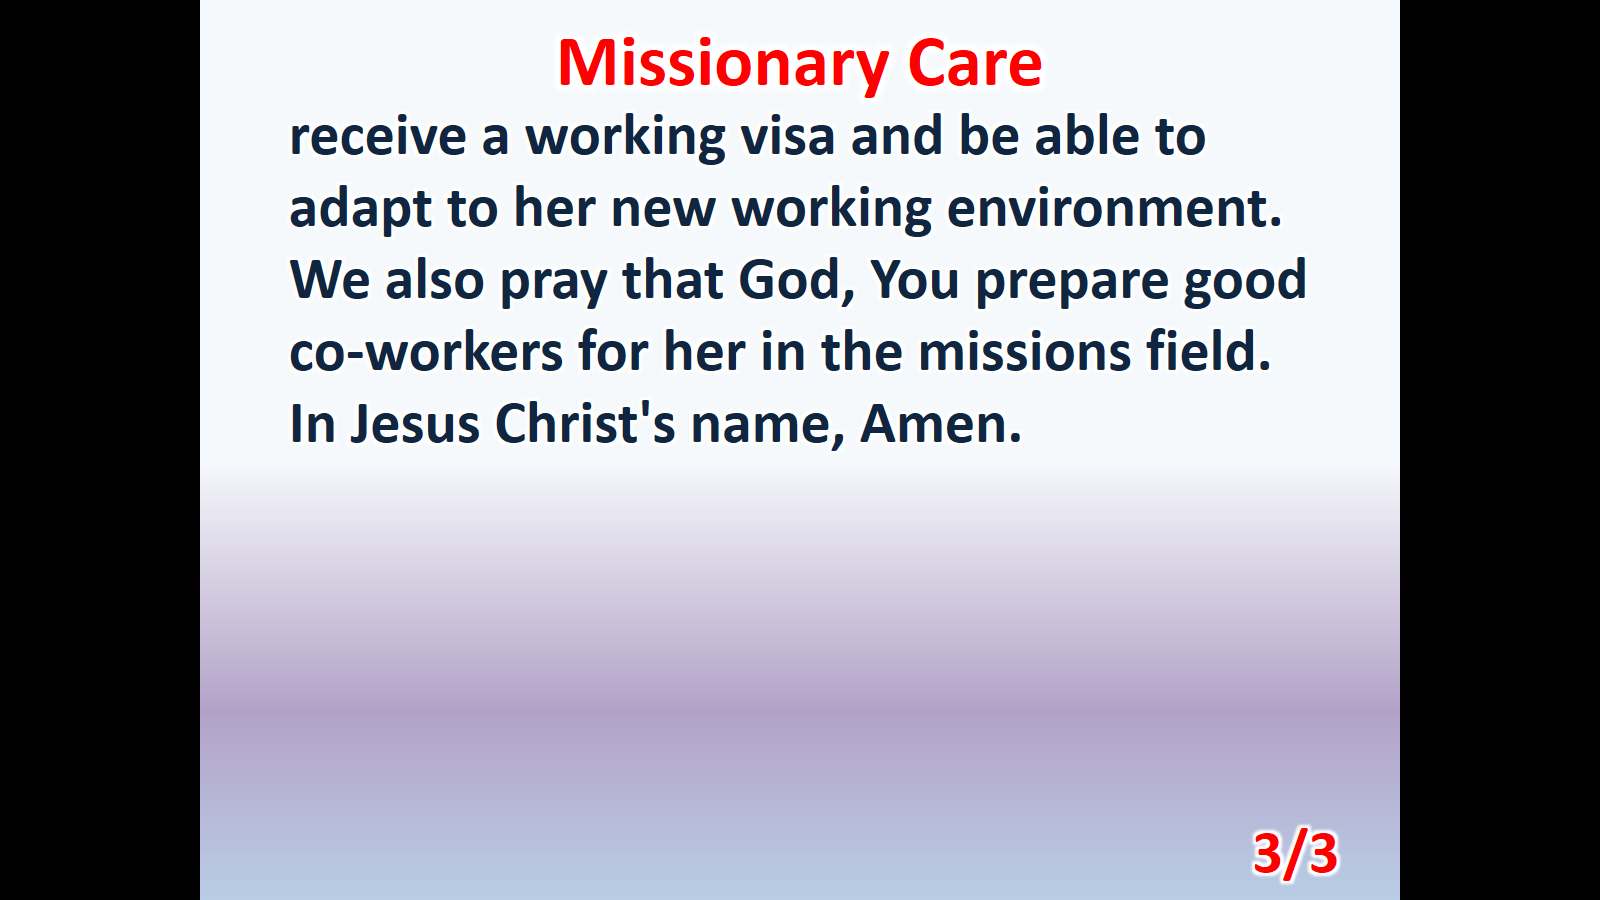 Missionary Care
receive a working visa and be able to
adapt to her new working environment.
We also pray that God, You prepare good
co-workers for her in the missions field.
In Jesus Christ's name, Amen.
3/3